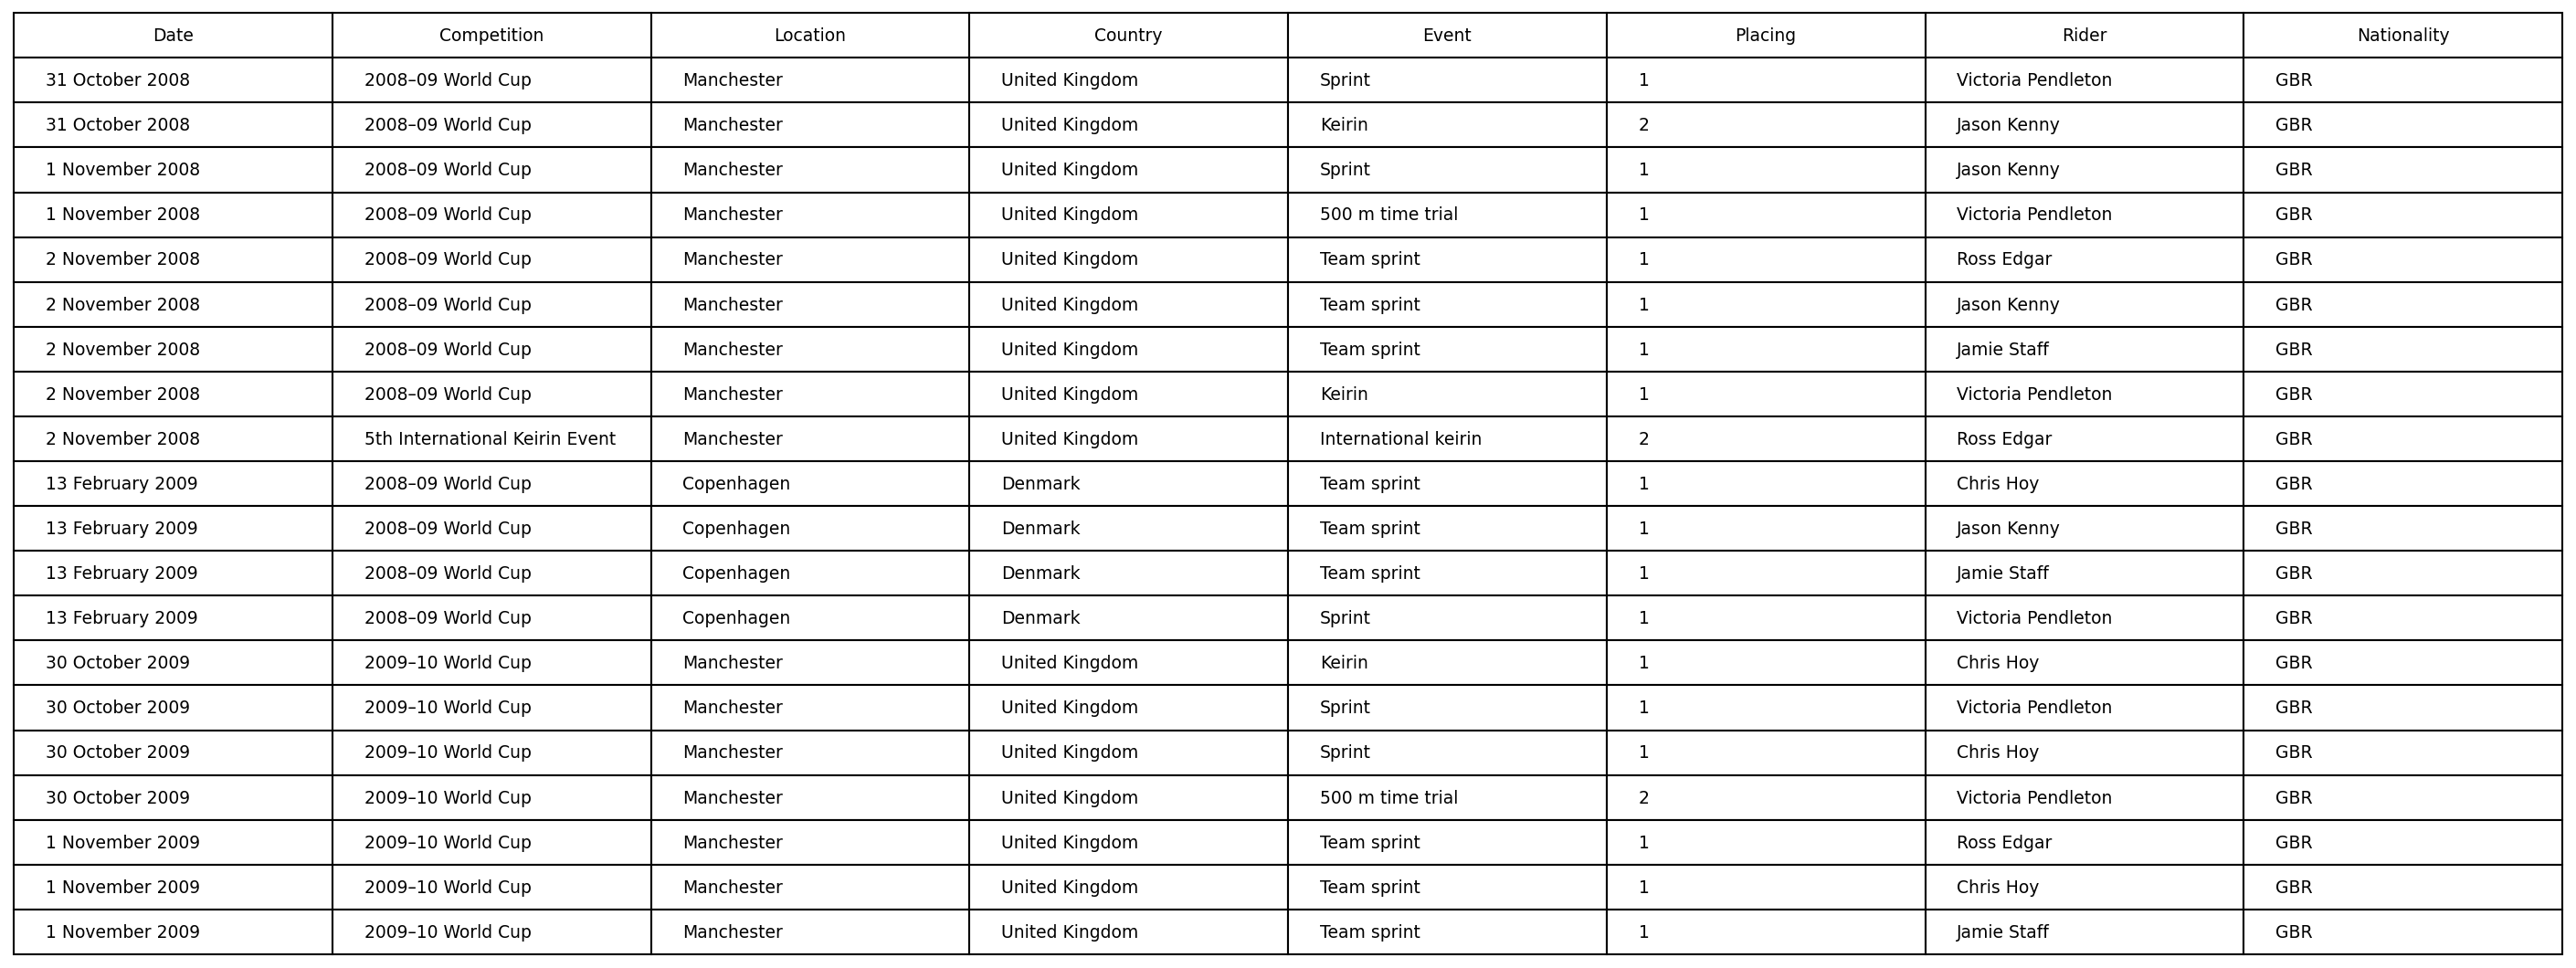 Date Competition Location Country Event Placing Rider Nationality
31 October 2008 2008–09 World Cup Manchester United Kingdom Sprint 1 Victoria Pendleton GBR
31 October 2008 2008–09 World Cup Manchester United Kingdom Keirin 2 Jason Kenny GBR
1 November 2008 2008–09 World Cup Manchester United Kingdom Sprint 1 Jason Kenny GBR
1 November 2008 2008–09 World Cup Manchester United Kingdom 500 m time trial 1 Victoria Pendleton GBR
2 November 2008 2008–09 World Cup Manchester United Kingdom Team sprint 1 Ross Edgar GBR
2 November 2008 2008–09 World Cup Manchester United Kingdom Team sprint 1 Jason Kenny GBR
2 November 2008 2008–09 World Cup Manchester United Kingdom Team sprint 1 Jamie Staff GBR
2 November 2008 2008–09 World Cup Manchester United Kingdom Keirin 1 Victoria Pendleton GBR
2 November 2008 5th International Keirin Event Manchester United Kingdom International keirin 2 Ross Edgar GBR
13 February 2009 2008–09 World Cup Copenhagen Denmark Team sprint 1 Chris Hoy GBR
13 February 2009 2008–09 World Cup Copenhagen Denmark Team sprint 1 Jason Kenny GBR
13 February 2009 2008–09 World Cup Copenhagen Denmark Team sprint 1 Jamie Staff GBR
13 February 2009 2008–09 World Cup Copenhagen Denmark Sprint 1 Victoria Pendleton GBR
30 October 2009 2009–10 World Cup Manchester United Kingdom Keirin 1 Chris Hoy GBR
30 October 2009 2009–10 World Cup Manchester United Kingdom Sprint 1 Victoria Pendleton GBR
30 October 2009 2009–10 World Cup Manchester United Kingdom Sprint 1 Chris Hoy GBR
30 October 2009 2009–10 World Cup Manchester United Kingdom 500 m time trial 2 Victoria Pendleton GBR
1 November 2009 2009–10 World Cup Manchester United Kingdom Team sprint 1 Ross Edgar GBR
1 November 2009 2009–10 World Cup Manchester United Kingdom Team sprint 1 Chris Hoy GBR
1 November 2009 2009–10 World Cup Manchester United Kingdom Team sprint 1 Jamie Staff GBR